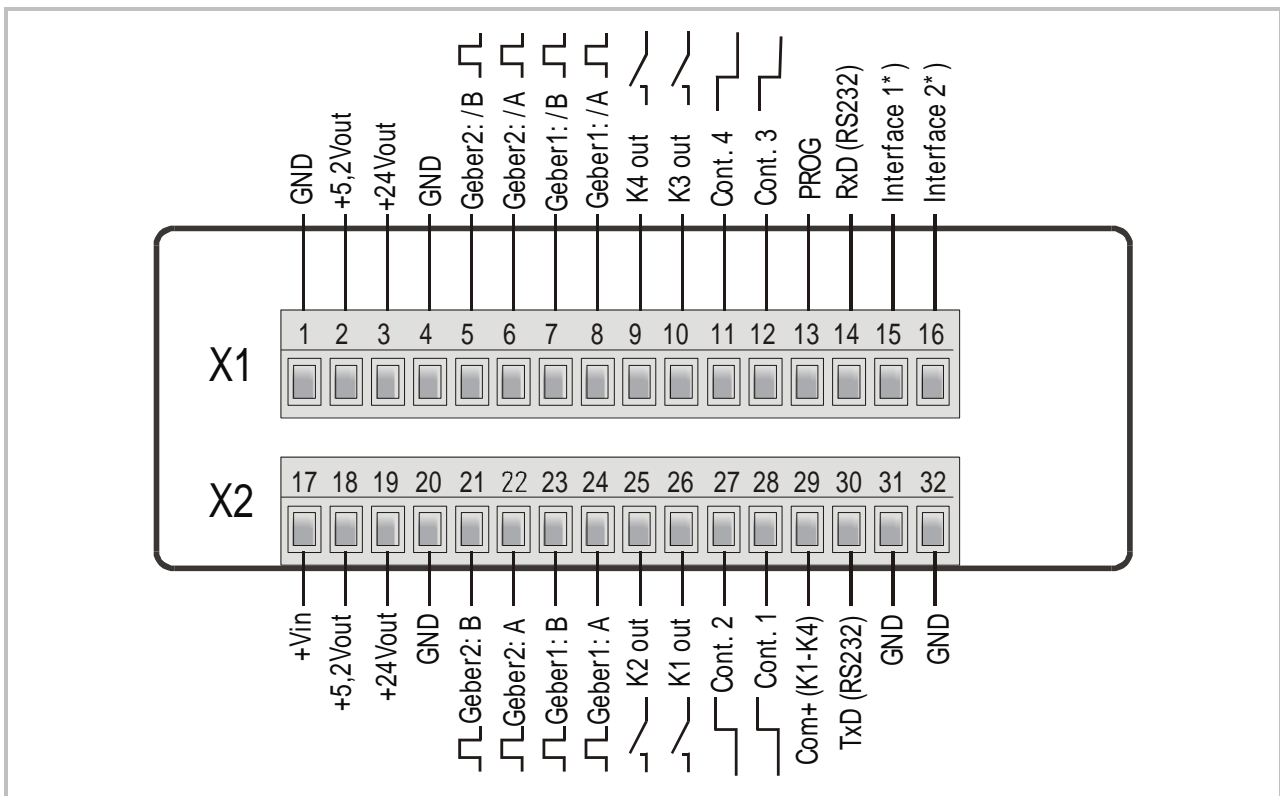 GND
+5,2Vout
+24Vout
GND
Geber2: /B
Geber2: /A
Geber1: /B
Geber1: /A
K4 out
K3 out
Cont. 4
Cont. 3
PROG
RxD (RS232)
Interface 1*)
Interface 2*)
X1
1 2 3 4 5 6 7 8 9 10 11 12 13 14 15 16
X2
17 18 19 20 21 22 23 24 25 26 27 28 29 30 31 32
+Vin
+5,2Vout
+24Vout
GND
Geber2: B
Geber2: A
Geber1: B
Geber1: A
K2 out
K1 out
Cont. 2
Cont. 1
Com+ (K1-K4)
TxD (RS232)
GND
GND